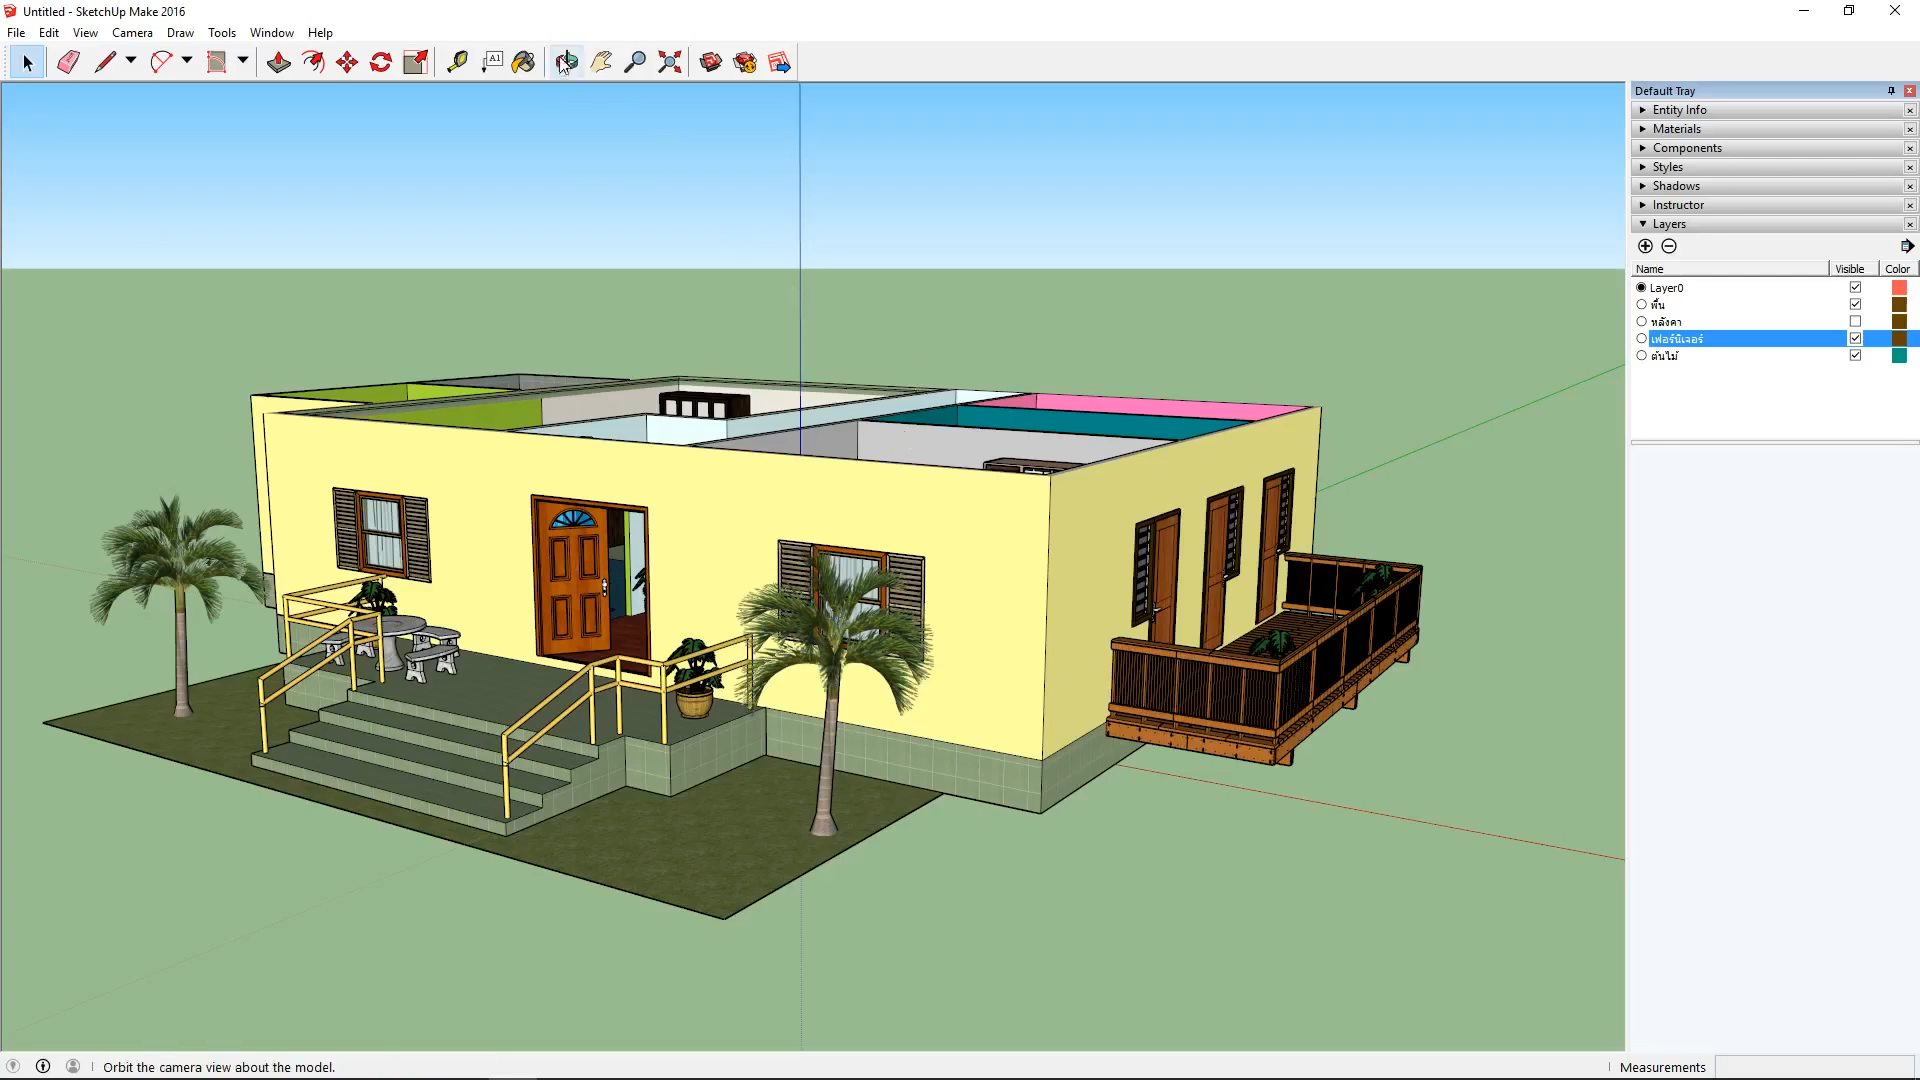 Untitled - SketchUp Make 2016
File Edit View Camera Draw Tools Window Help
A1
Default Tray
Entity Info
Materials
Components
Styles
Shadows
Instructor
Layers
Name Visible Color
Layer0
พื้น
หลังคา
เฟอร์นิเจอร์
ต้นไม้
Orbit the camera view about the model.
Measurements